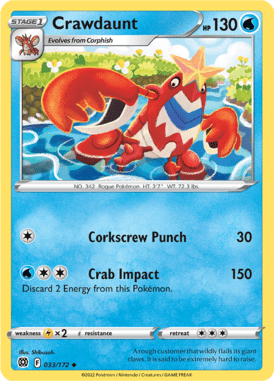 STAGE 1
Crawdaunt
HP 130
Evolves from Corphish
NO. 342 Rogue Pokémon HT: 3'7" WT: 72.3 lbs.
Corkscrew Punch 30
Crab Impact 150
Discard 2 Energy from this Pokémon.
weakness ×2 resistance retreat
Illus. Shibuzoh.
F 033/172
A rough customer that wildly flails its giant
claws. It is said to be extremely hard to raise.
©2022 Pokémon / Nintendo / Creatures / GAME FREAK